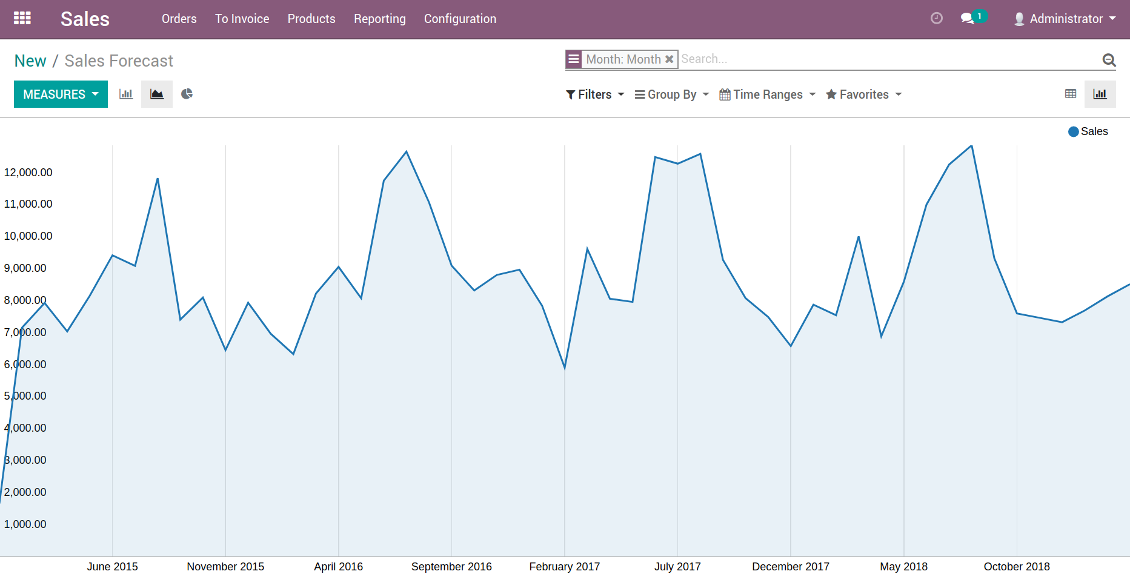 Sales Orders To Invoice Products Reporting Configuration 1 Administrator
New / Sales Forecast Month: Month Search...
MEASURES Filters Group By Time Ranges Favorites
Sales
12,000.00
11,000.00
10,000.00
9,000.00
8,000.00
7,000.00
6,000.00
5,000.00
4,000.00
3,000.00
2,000.00
1,000.00
June 2015 November 2015 April 2016 September 2016 February 2017 July 2017 December 2017 May 2018 October 2018